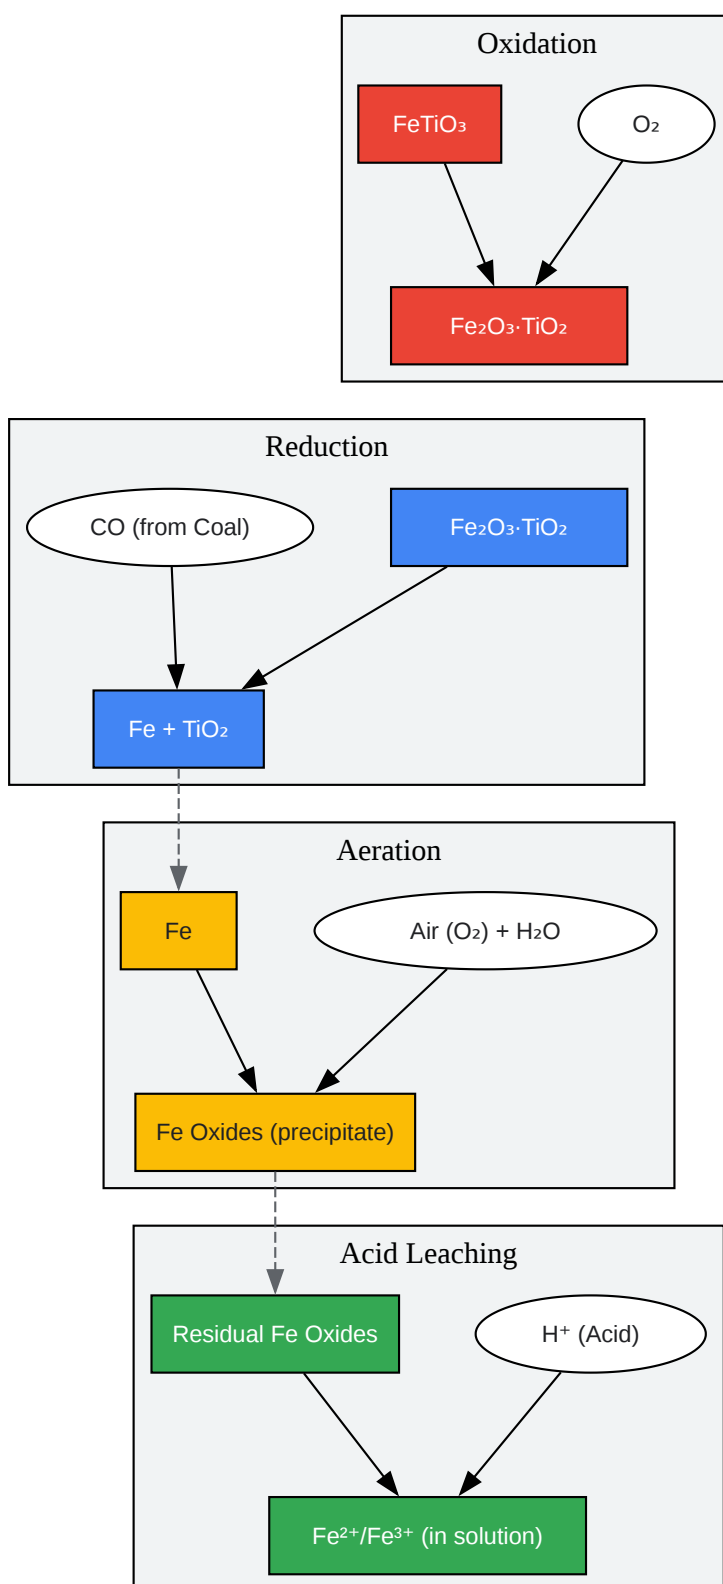 Oxidation
FeTiO₃
O₂
Fe₂O₃·TiO₂
Reduction
CO (from Coal)
Fe₂O₃·TiO₂
Fe + TiO₂
Aeration
Fe
Air (O₂) + H₂O
Fe Oxides (precipitate)
Acid Leaching
Residual Fe Oxides
H⁺ (Acid)
Fe²⁺/Fe³⁺ (in solution)